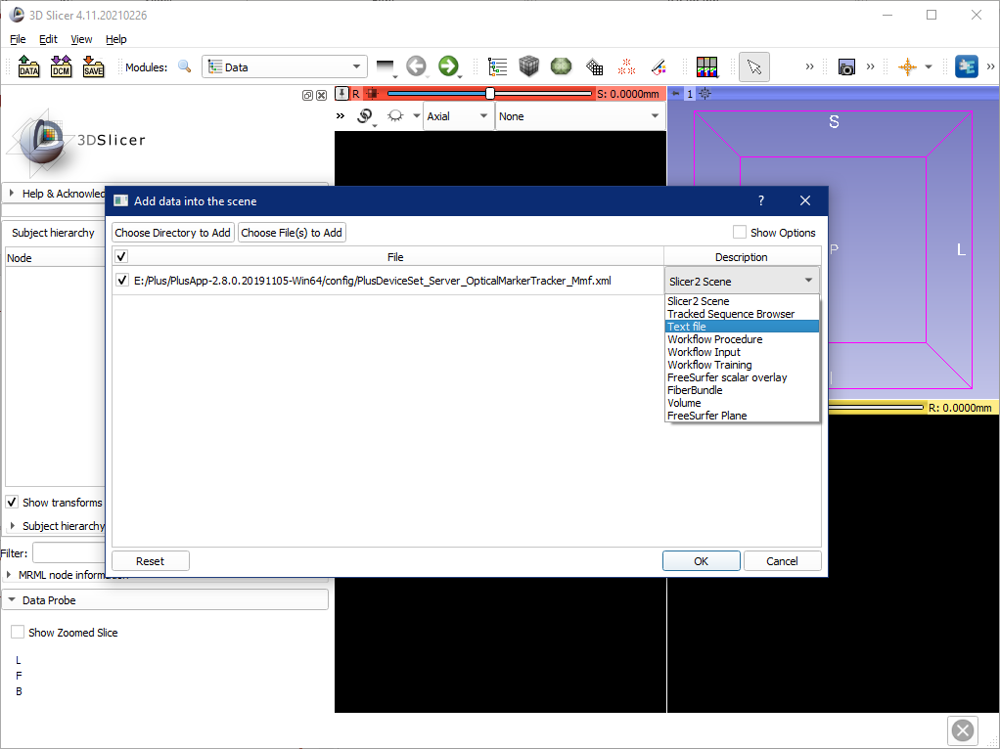 3D Slicer 4.11.20210226
File Edit View Help
DATA DCM SAVE Modules: Data
R S: 0.0000mm 1
3DSlicer
Axial None
S
Help & Acknowled
Add data into the scene ?
Subject hierarchy
Choose Directory to Add Choose File(s) to Add Show Options
Node
File Description
P L
E:/Plus/PlusApp-2.8.0.20191105-Win64/config/PlusDeviceSet_Server_OpticalMarkerTracker_Mmf.xml Slicer2 Scene
Slicer2 Scene
Tracked Sequence Browser
Text file
Workflow Procedure
Workflow Input
Workflow Training
FreeSurfer scalar overlay
FiberBundle
Volume
FreeSurfer Plane
R: 0.0000mm
Show transforms
Subject hierarchy
Filter:
Reset OK Cancel
MRML node information
Data Probe
Show Zoomed Slice
L
F
B